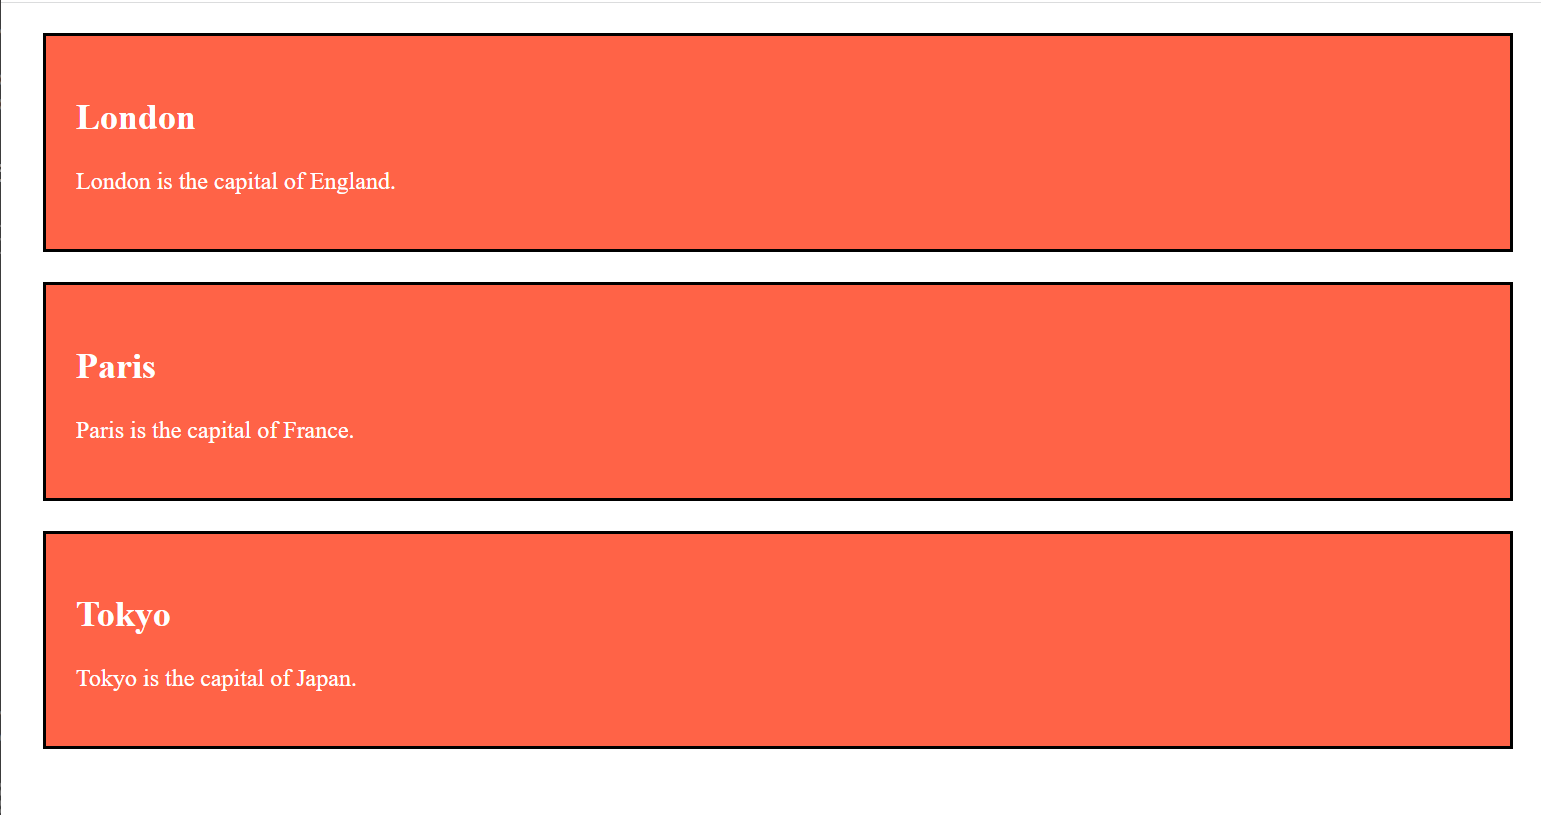 London
London is the capital of England.
Paris
Paris is the capital of France.
Tokyo
Tokyo is the capital of Japan.